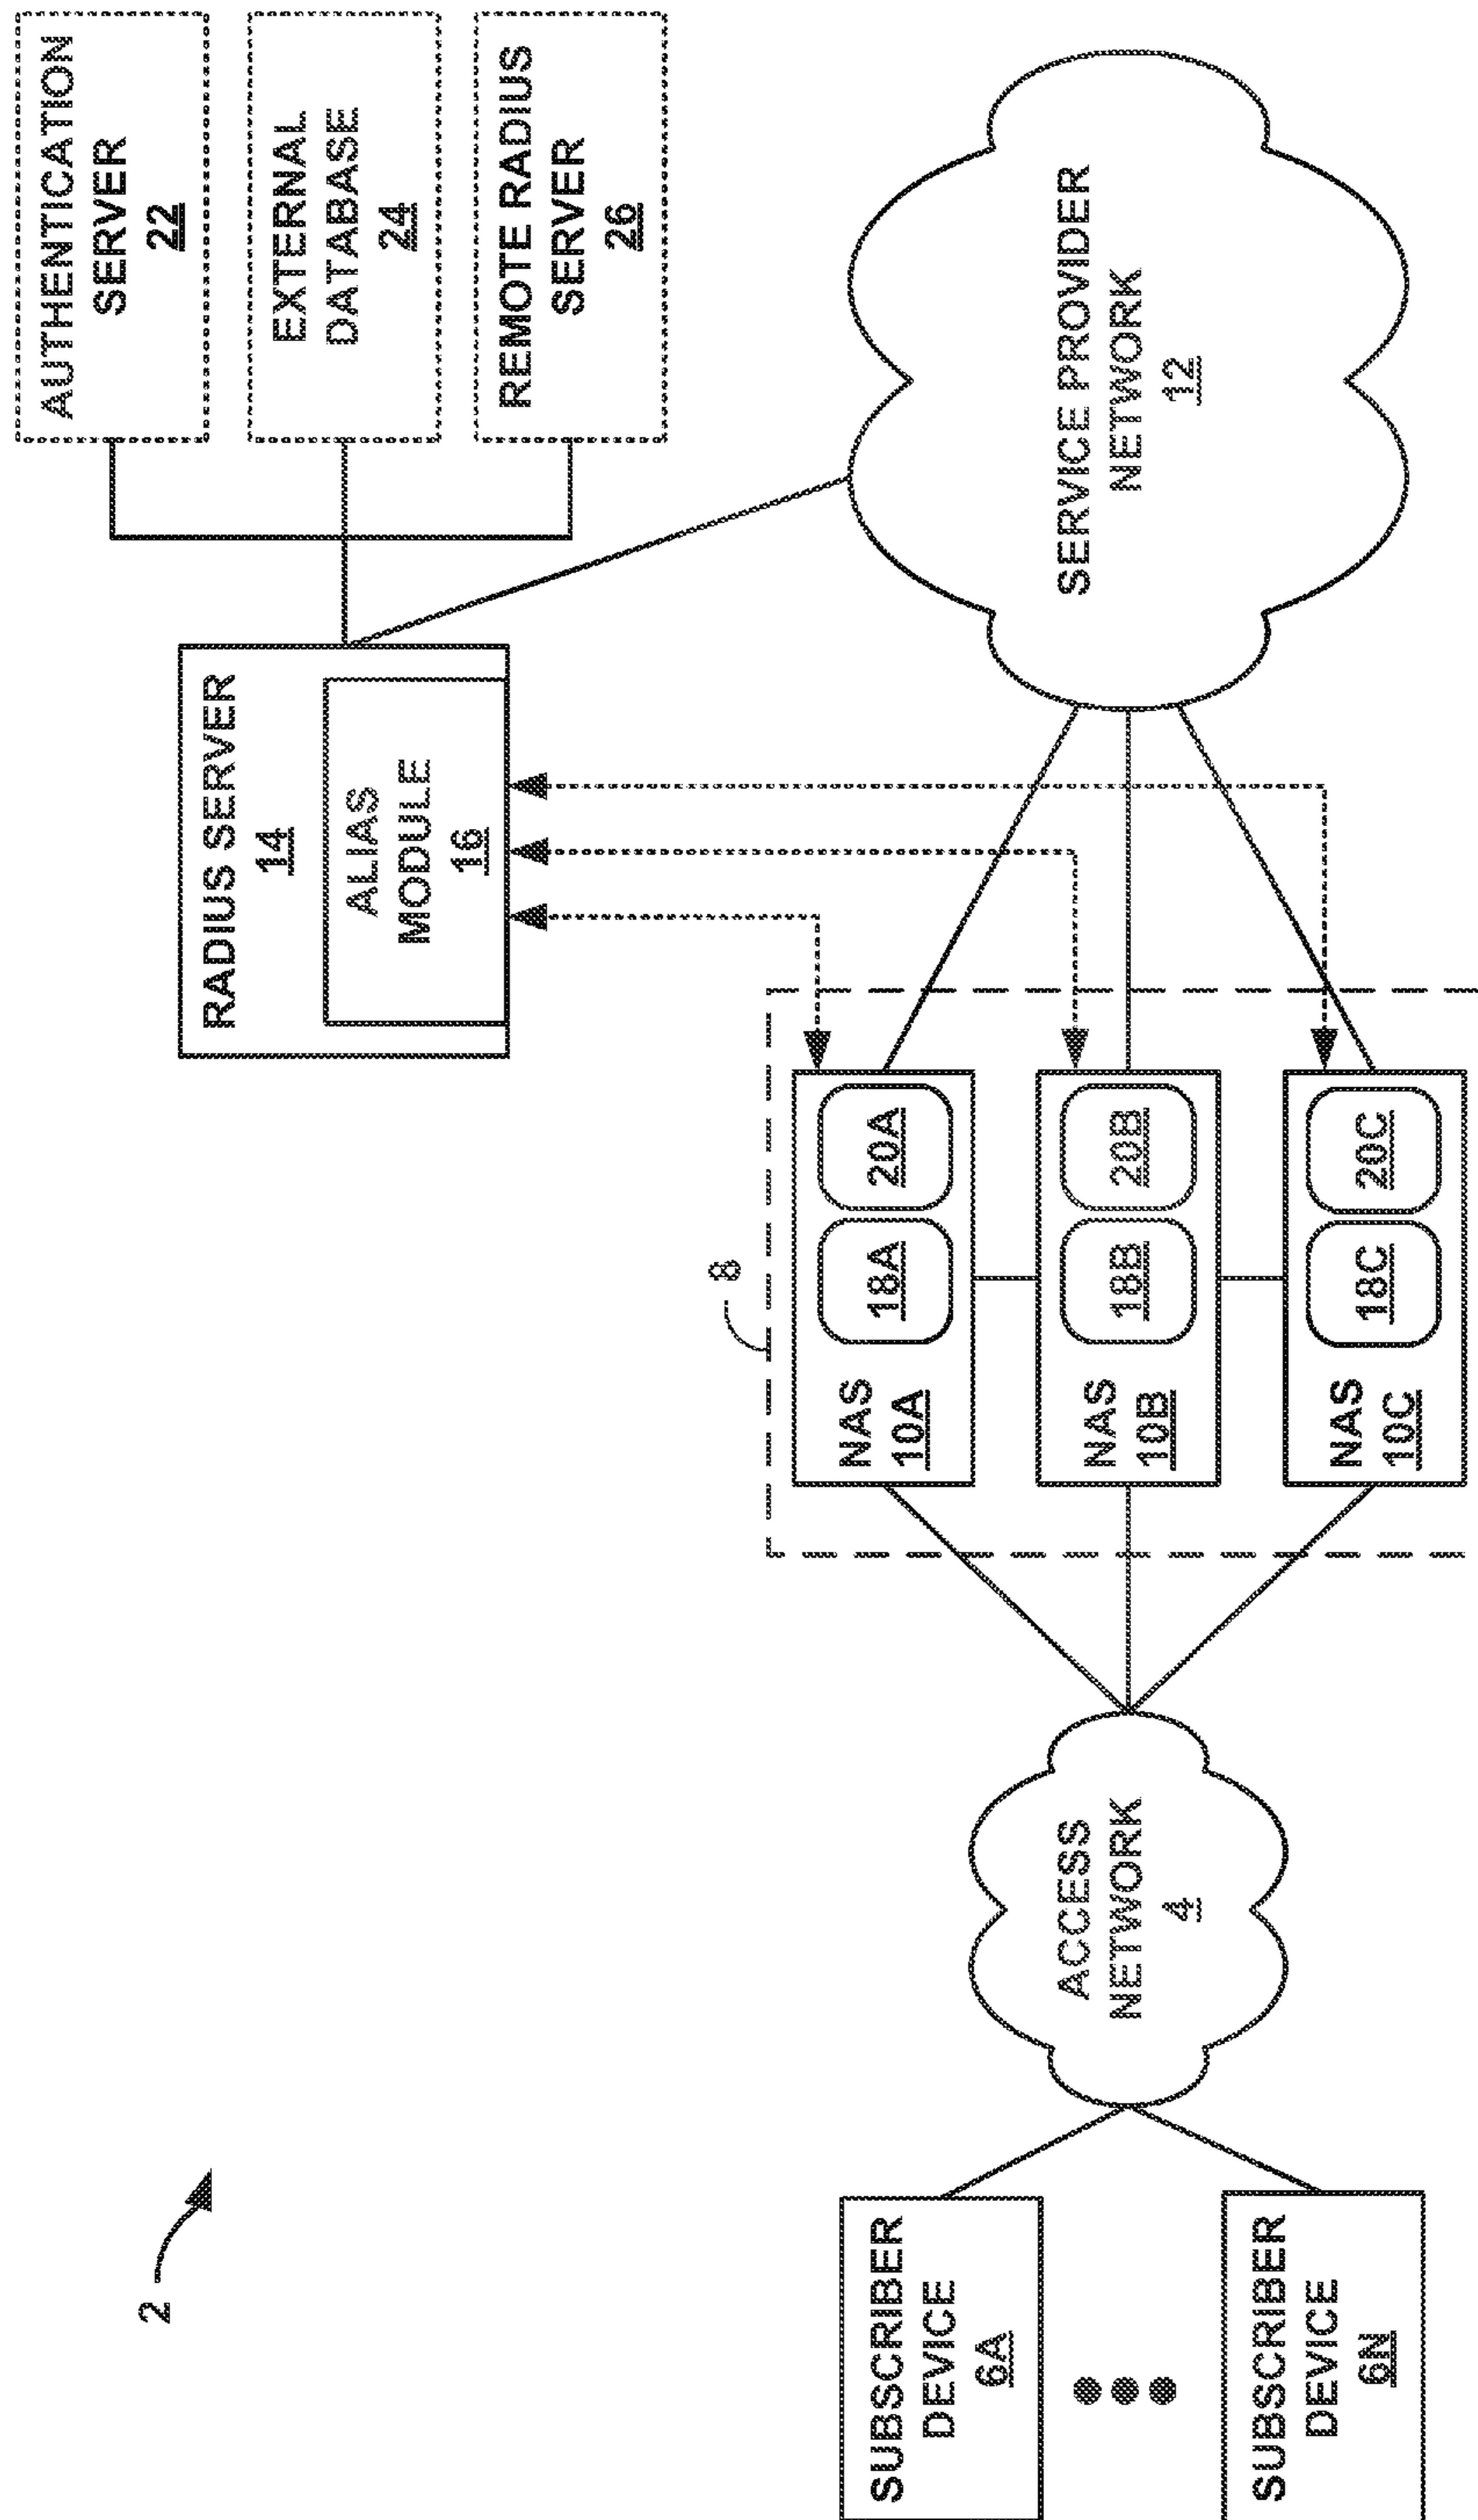 2
AUTHENTICATION
SERVER
22
EXTERNAL
DATABASE
24
REMOTE RADIUS
SERVER
26
RADIUS SERVER
14
ALIAS
MODULE
16
8
NAS
10A
18A
20A
NAS
10B
18B
20B
NAS
10C
18C
20C
SUBSCRIBER
DEVICE
6A
SUBSCRIBER
DEVICE
6N
ACCESS
NETWORK
4
SERVICE PROVIDER
NETWORK
12